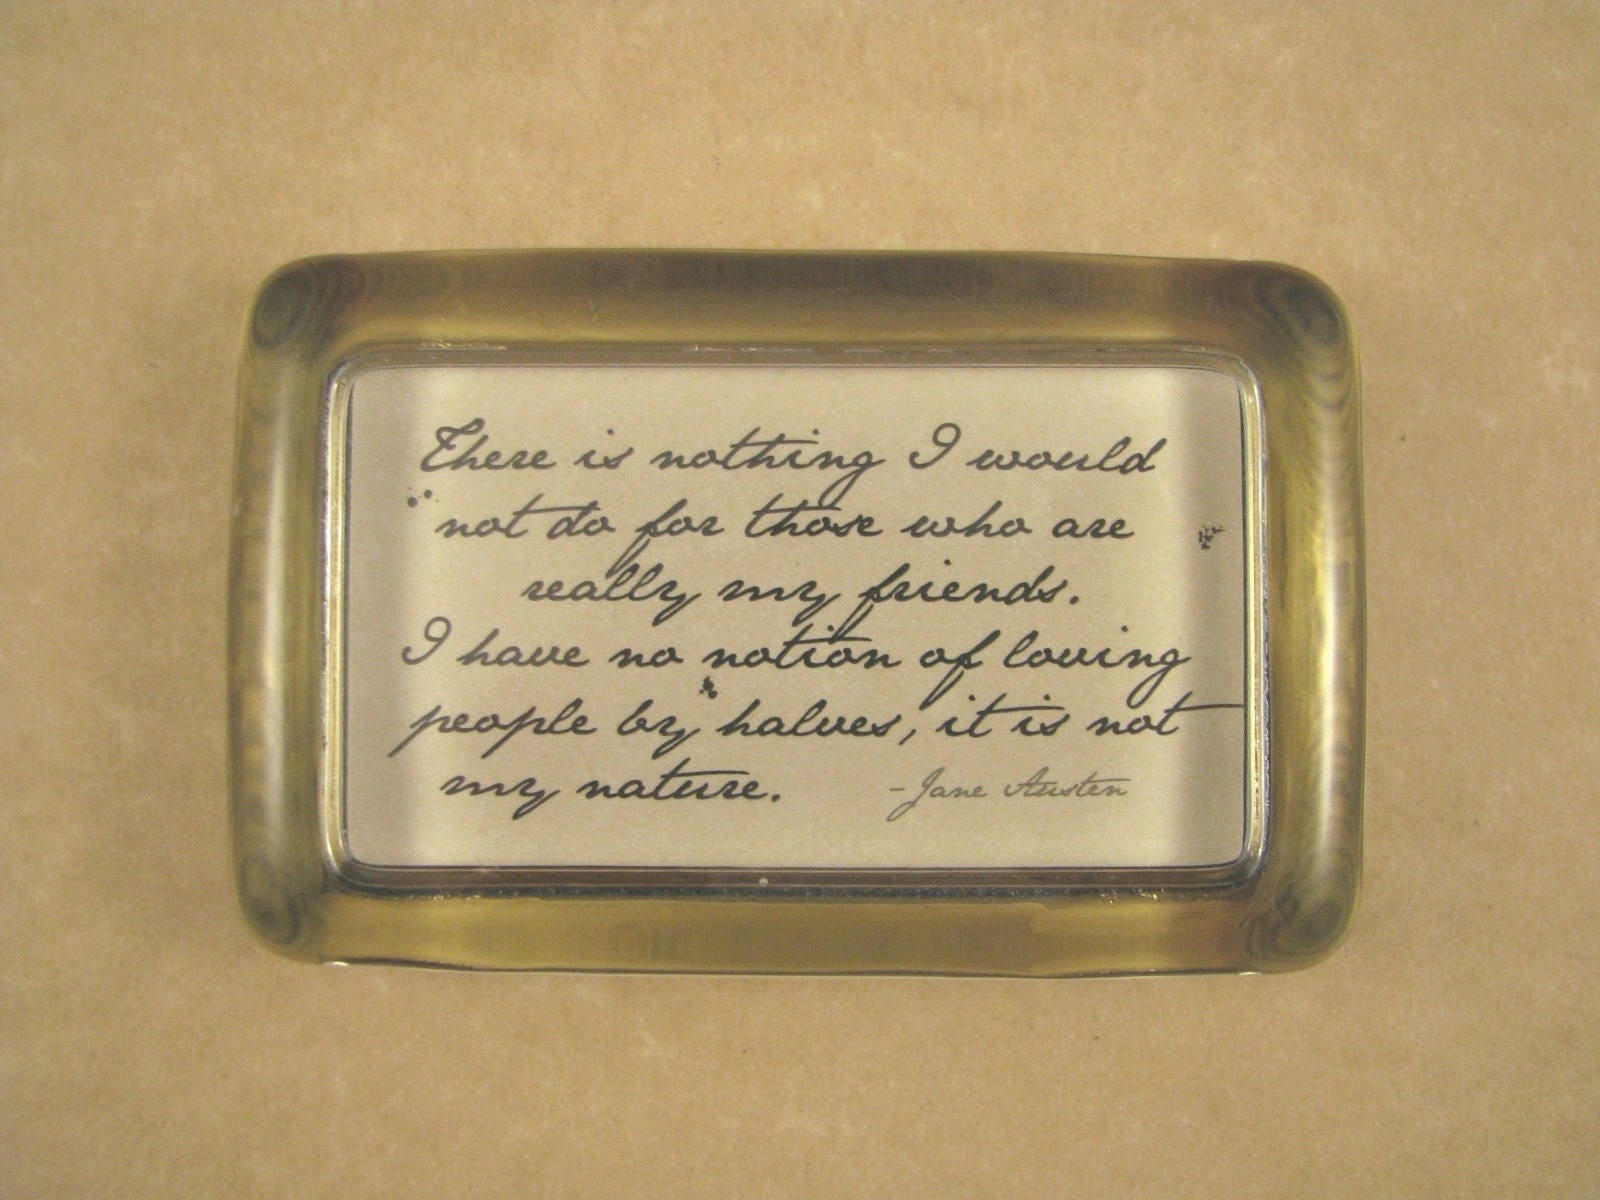 There is nothing I would
not do for those who are
really my friends.
I have no notion of loving
people by halves, it is not
my nature. -Jane Austen